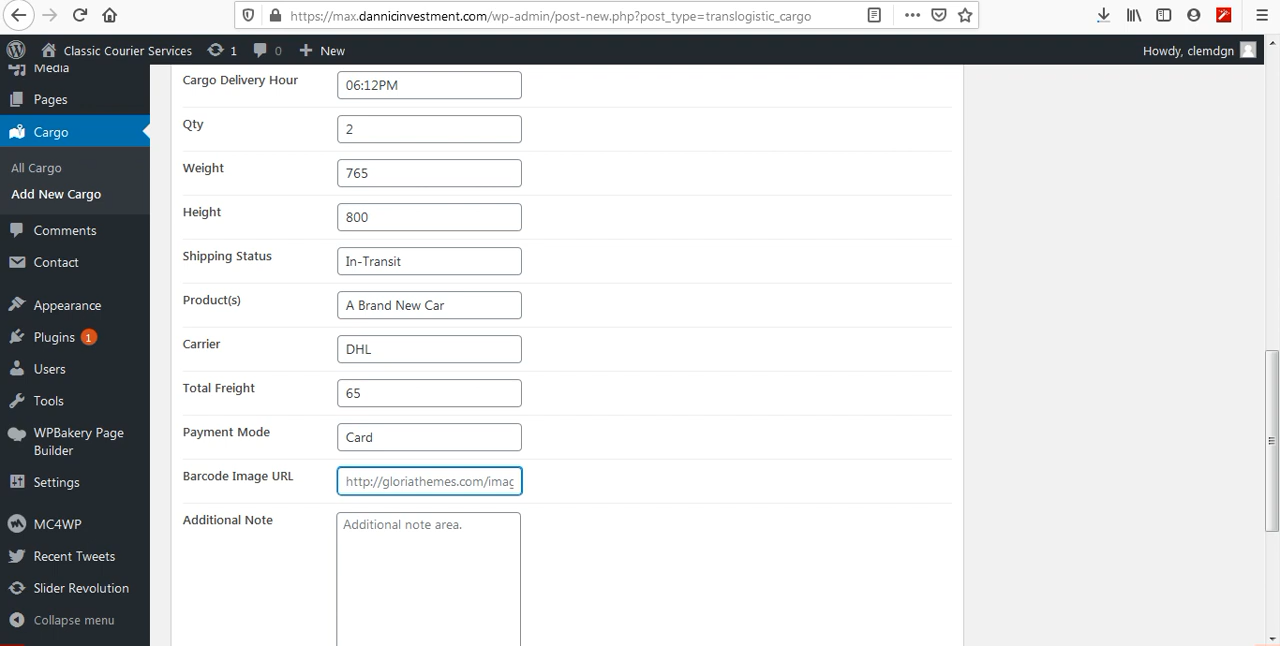 https://max.dannicinvestment.com/wp-admin/post-new.php?post_type=translogistic_cargo
Classic Courier Services 1 0 New Howdy, clemdgn
Media
Pages
Cargo
All Cargo
Add New Cargo
Comments
Contact
Appearance
Plugins 1
Users
Tools
WPBakery Page
Builder
Settings
MC4WP
Recent Tweets
Slider Revolution
Collapse menu
Cargo Delivery Hour 06:12PM
Qty 2
Weight 765
Height 800
Shipping Status In-Transit
Product(s) A Brand New Car
Carrier DHL
Total Freight 65
Payment Mode Card
Barcode Image URL http://gloriathemes.com/imag
Additional Note Additional note area.